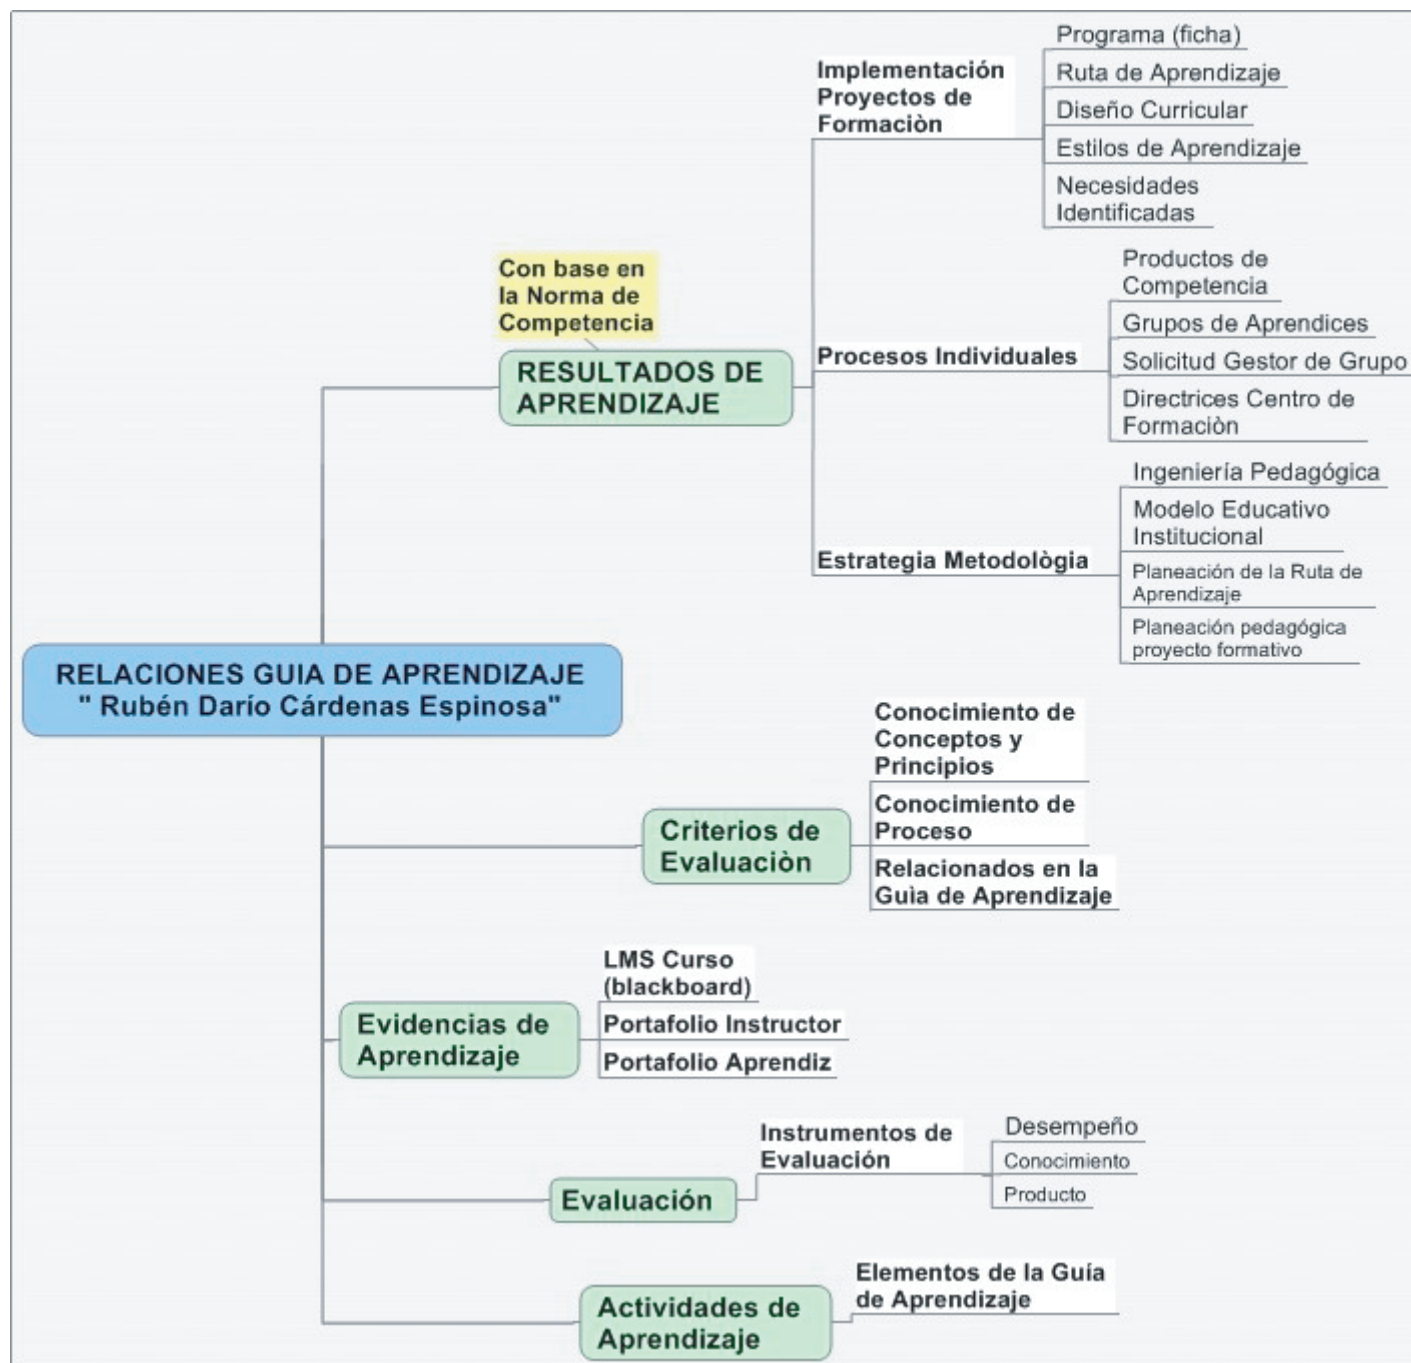 Programa (ficha)
Implementación
Proyectos de
Formaciòn
Ruta de Aprendizaje
Diseño Curricular
Estilos de Aprendizaje
Necesidades
Identificadas
Con base en
la Norma de
Competencia
RESULTADOS DE
APRENDIZAJE
Procesos Individuales
Productos de
Competencia
Grupos de Aprendices
Solicitud Gestor de Grupo
Directrices Centro de
Formaciòn
Estrategia Metodològia
Ingeniería Pedagógica
Modelo Educativo
Institucional
Planeación de la Ruta de
Aprendizaje
Planeación pedagógica
proyecto formativo
RELACIONES GUIA DE APRENDIZAJE
" Rubén Darío Cárdenas Espinosa"
Criterios de
Evaluaciòn
Conocimiento de
Conceptos y
Principios
Conocimiento de
Proceso
Relacionados en la
Guìa de Aprendizaje
Evidencias de
Aprendizaje
LMS Curso
(blackboard)
Portafolio Instructor
Portafolio Aprendiz
Evaluación
Instrumentos de
Evaluación
Desempeño
Conocimiento
Producto
Actividades de
Aprendizaje
Elementos de la Guía
de Aprendizaje